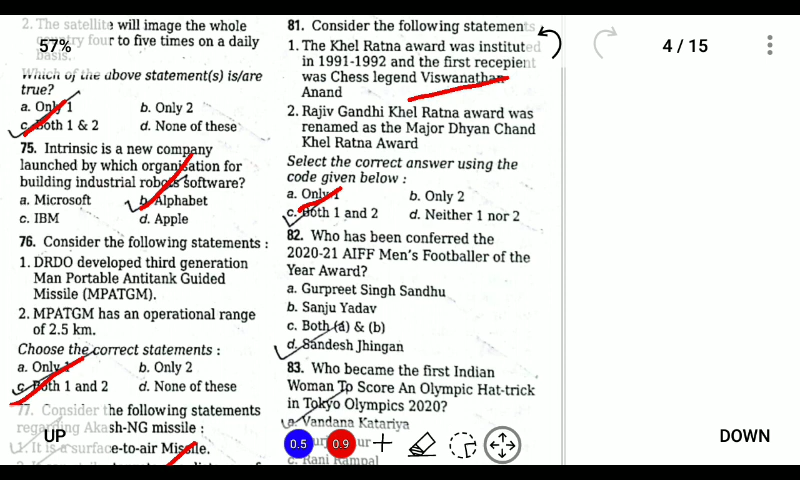 2. The satellite will image the whole
country four to five times on a daily
basis.
Which of the above statement(s) is/are
true?
a. Only 1 b. Only 2
c. Both 1 & 2 d. None of these
75. Intrinsic is a new company
launched by which organisation for
building industrial robots software?
a. Microsoft b. Alphabet
c. IBM d. Apple
76. Consider the following statements :
1. DRDO developed third generation
Man Portable Antitank Guided
Missile (MPATGM).
2. MPATGM has an operational range
of 2.5 km.
Choose the correct statements :
a. Only 1 b. Only 2
c. Both 1 and 2 d. None of these
77. Consider the following statements
regarding Akash-NG missile :
1. It is a surface-to-air Missile.
81. Consider the following statements
1. The Khel Ratna award was instituted
in 1991-1992 and the first recepient
was Chess legend Viswanathan
Anand
2. Rajiv Gandhi Khel Ratna award was
renamed as the Major Dhyan Chand
Khel Ratna Award
Select the correct answer using the
code given below :
a. Only 1 b. Only 2
c. Both 1 and 2 d. Neither 1 nor 2
82. Who has been conferred the
2020-21 AIFF Men's Footballer of the
Year Award?
a. Gurpreet Singh Sandhu
b. Sanju Yadav
c. Both (a) & (b)
d. Sandesh Jhingan
83. Who became the first Indian
Woman To Score An Olympic Hat-trick
in Tokyo Olympics 2020?
a. Vandana Katariya
c. Rani Rampal
57%
4 / 15
UP
0.5 0.9
DOWN